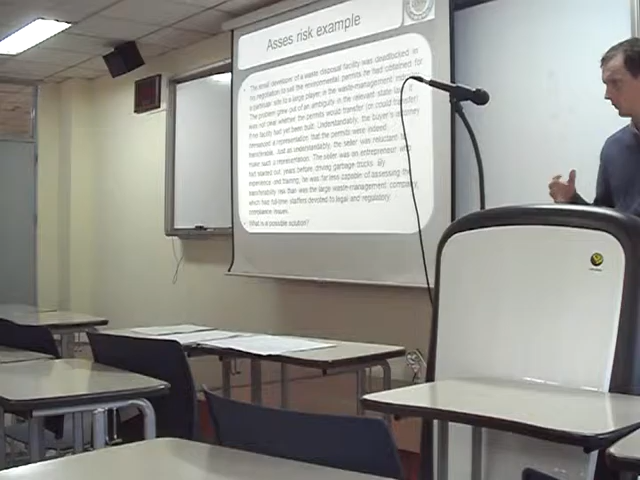 Asses risk example
• The small developer of a waste disposal facility was deadlocked in
his negotiation to sell the environmental permits he had obtained for
a particular site to a large player in the waste-management industry.
The problem grew out of an ambiguity in the relevant state law: It
was not clear whether the permits would transfer (or could transfer)
if no facility had yet been built. Understandably, the buyer's attorney
demanded a representation, that the permits were indeed
transferable. Just as understandably, the seller was reluctant to
make such a representation. The seller was an entrepreneur who
had started out, years before, driving garbage trucks. By
experience and training, he was far less capable of assessing the
transferability risk than was the large waste-management company,
which had full-time staffers devoted to legal and regulatory
compliance issues.
• What is a possible solution?